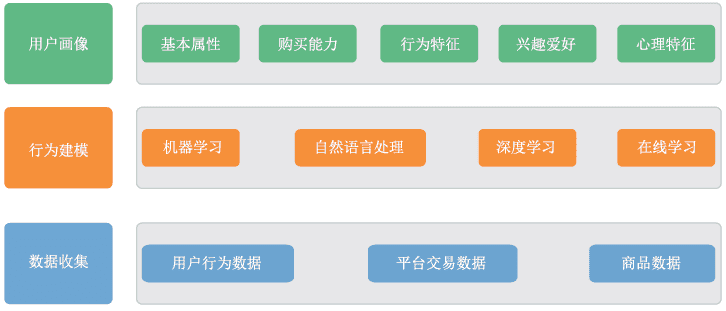 用户画像
基本属性
购买能力
行为特征
兴趣爱好
心理特征
行为建模
机器学习
自然语言处理
深度学习
在线学习
数据收集
用户行为数据
平台交易数据
商品数据